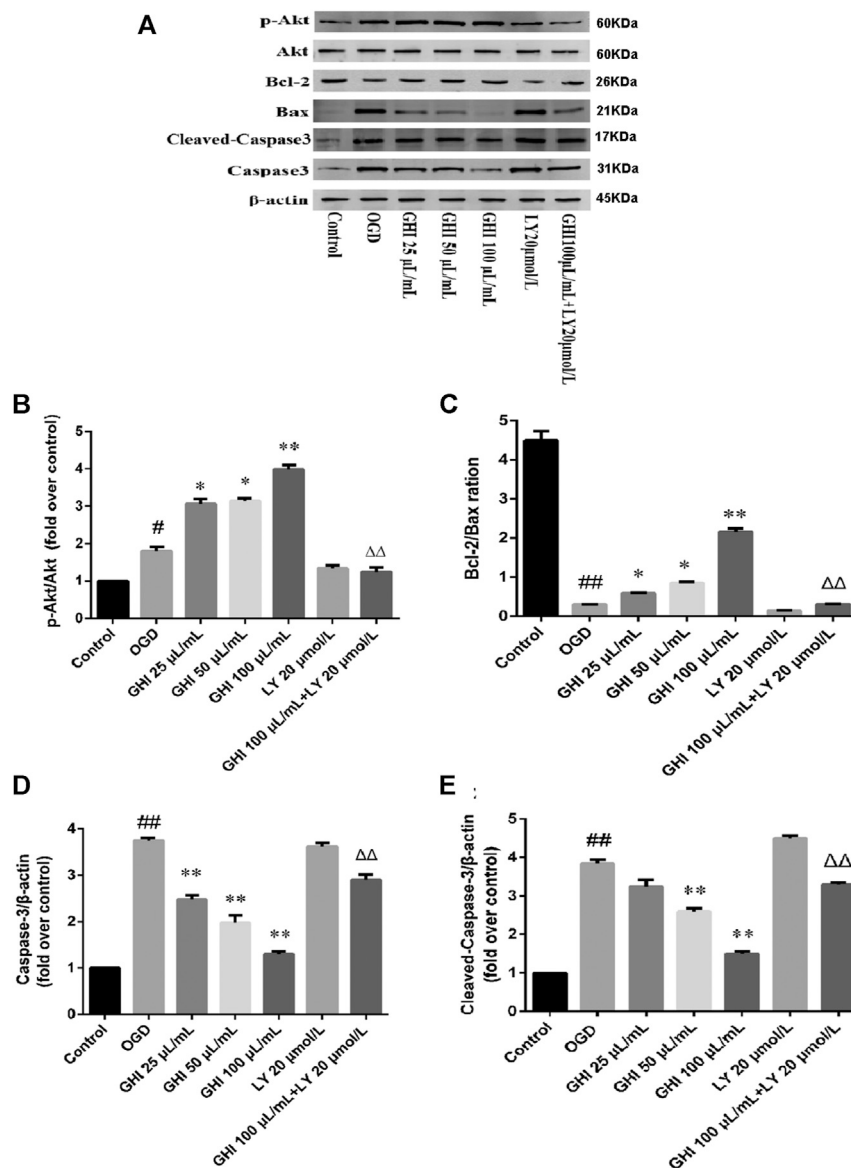 A
p-Akt 60KDa
Akt 60KDa
Bcl-2 26KDa
Bax 21KDa
Cleaved-Caspase3 17KDa
Caspase3 31KDa
β-actin 45KDa
Control
OGD
GHI 25 μL/mL
GHI 50 μL/mL
GHI 100 μL/mL
LY20μmol/L
GHI100μL/mL+LY20μmol/L
B
p-Akt/Akt (fold over control)
5
4
3
2
1
0
#
*
*
**
ΔΔ
Control
OGD
GHI 25 μL/mL
GHI 50 μL/mL
GHI 100 μL/mL
LY 20 μmol/L
GHI 100 μL/mL+LY 20 μmol/L
C
Bcl-2/Bax ration
5
4
3
2
1
0
##
*
*
**
ΔΔ
Control
OGD
GHI 25 μL/mL
GHI 50 μL/mL
GHI 100 μL/mL
LY 20 μmol/L
GHI 100 μL/mL+LY 20 μmol/L
D
Caspase-3/β-actin
(fold over control)
4
3
2
1
0
##
**
**
**
ΔΔ
Control
OGD
GHI 25 μL/mL
GHI 50 μL/mL
GHI 100 μL/mL
LY 20 μmol/L
GHI 100 μL/mL+LY 20 μmol/L
E
:
Cleaved-Caspase-3/β-actin
(fold over control)
5
4
3
2
1
0
##
**
**
ΔΔ
Control
OGD
GHI 25 μL/mL
GHI 50 μL/mL
GHI 100 μL/mL
LY 20 μmol/L
GHI 100 μL/mL+LY 20 μmol/L